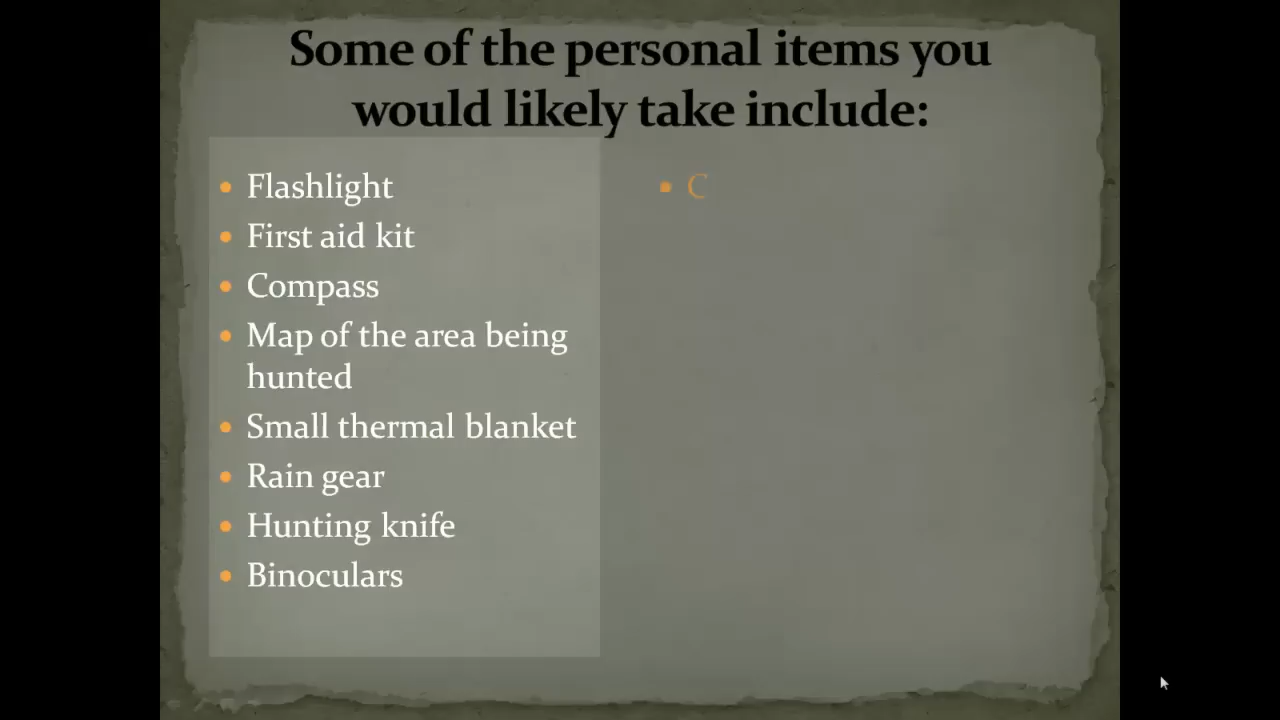 Some of the personal items you
would likely take include:
• Flashlight
• First aid kit
• Compass
• Map of the area being
hunted
• Small thermal blanket
• Rain gear
• Hunting knife
• Binoculars
• C